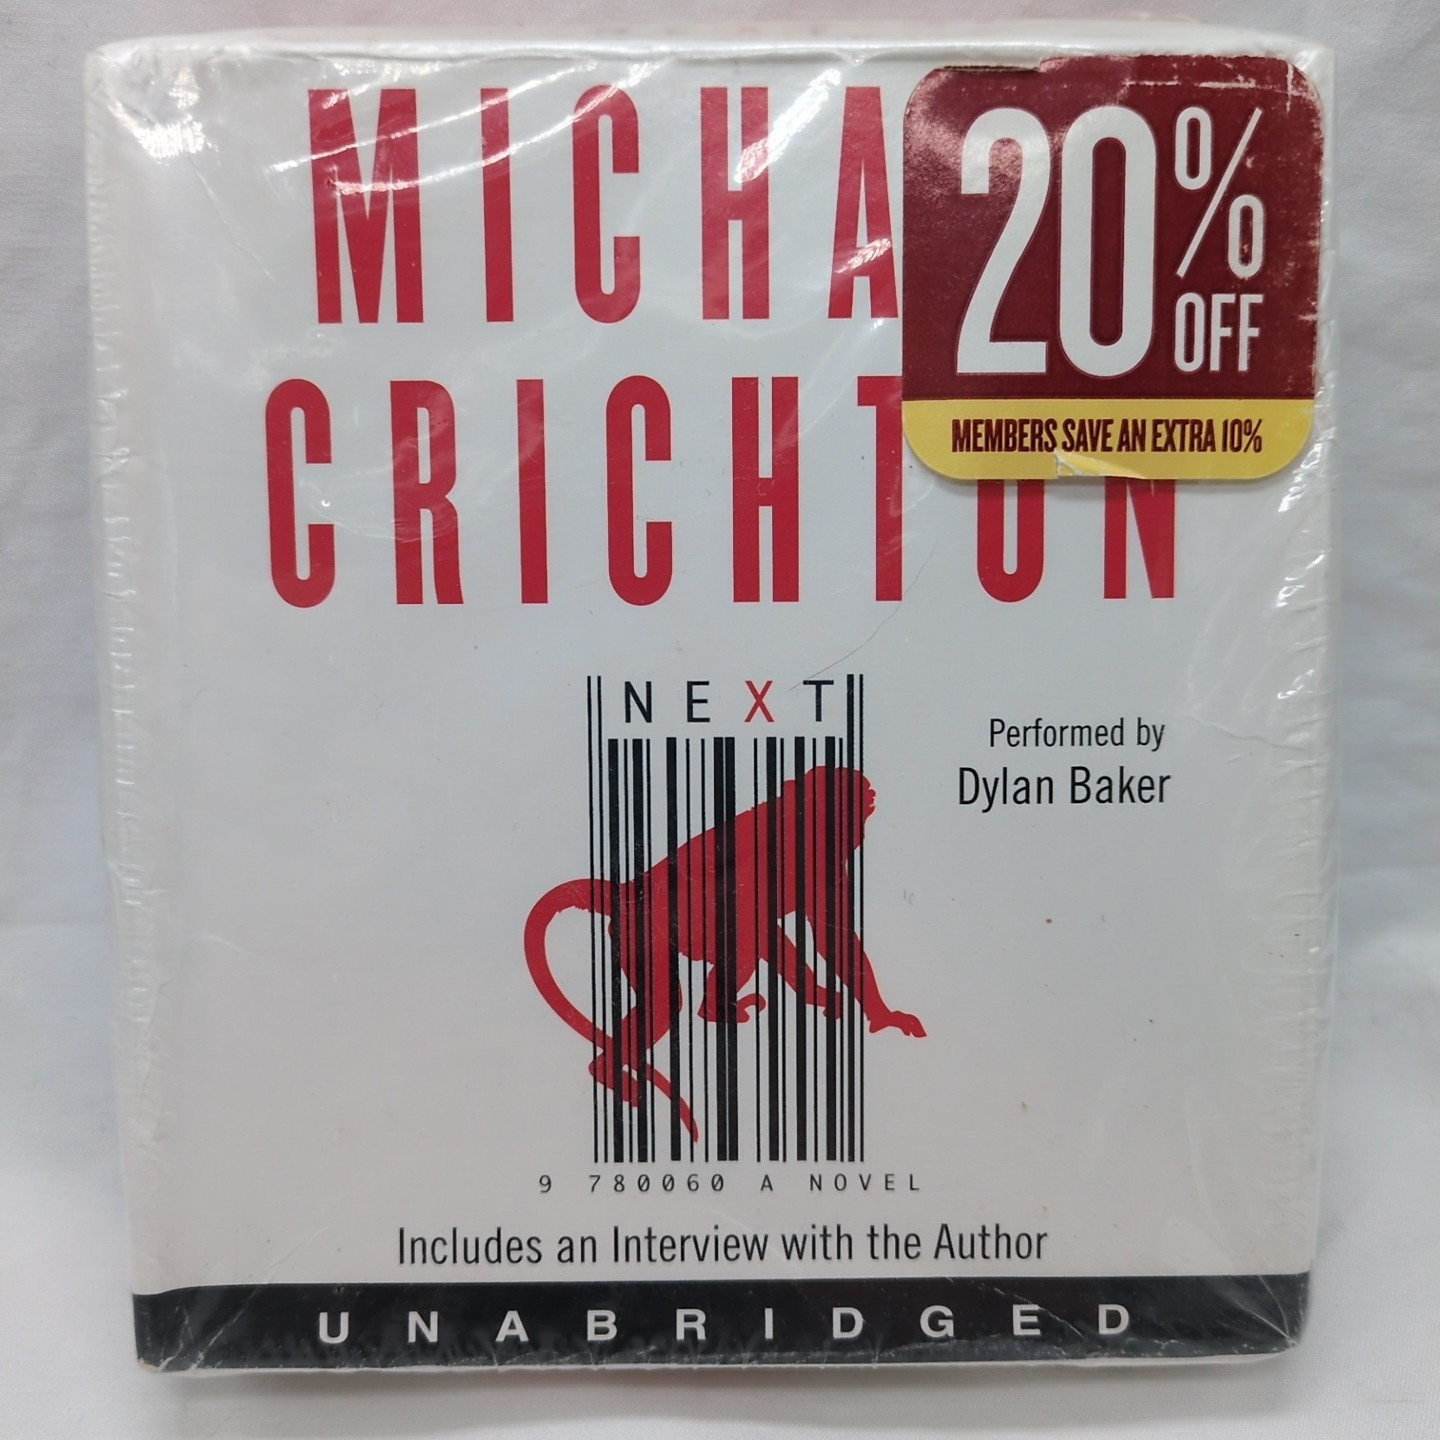 MICHA
CRICHTON
20% OFF
MEMBERS SAVE AN EXTRA 10%
NEXT
Performed by
Dylan Baker
9 780060 A NOVEL
Includes an Interview with the Author
UNABRIDGED